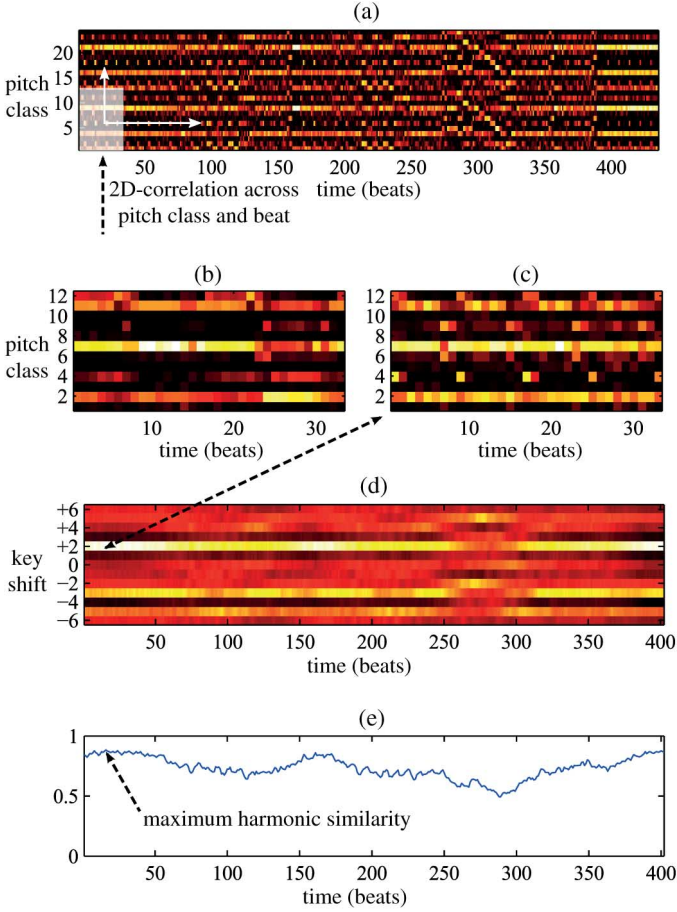 (a)
20
15
10
5
pitch
class
50 100 150 200 250 300 350 400
time (beats)
2D-correlation across
pitch class and beat
(b) (c)
12
10
8
6
4
2
pitch
class
10 20 30
time (beats)
12
10
8
6
4
2
10 20 30
time (beats)
(d)
+6
+4
+2
0
−2
−4
−6
key
shift
50 100 150 200 250 300 350 400
time (beats)
(e)
1
0.5
0
maximum harmonic similarity
50 100 150 200 250 300 350 400
time (beats)